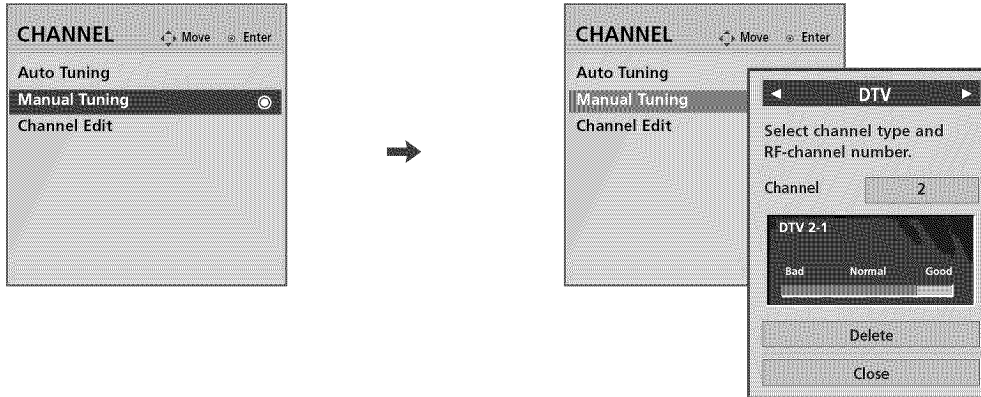 CHANNEL Move Enter
Auto Tuning
Manual Tuning
Channel Edit
CHANNEL Move Enter
Auto Tuning
Manual Tuning
Channel Edit
DTV
Select channel type and
RF-channel number.
Channel 2
DTV 2-1
Bad Normal Good
Delete
Close